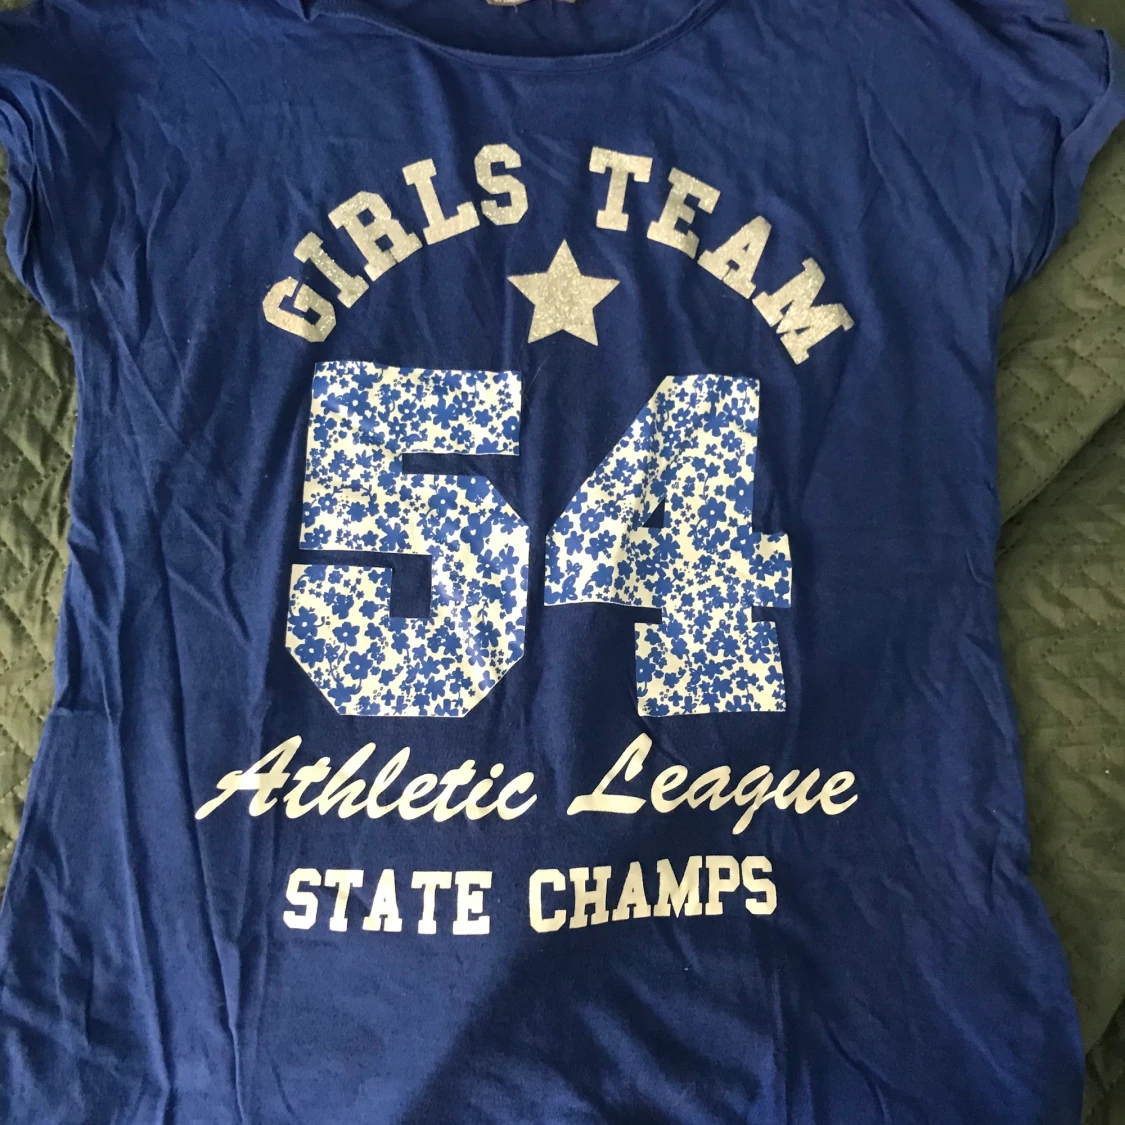 GIRLS TEAM
54
Athletic League
STATE CHAMPS